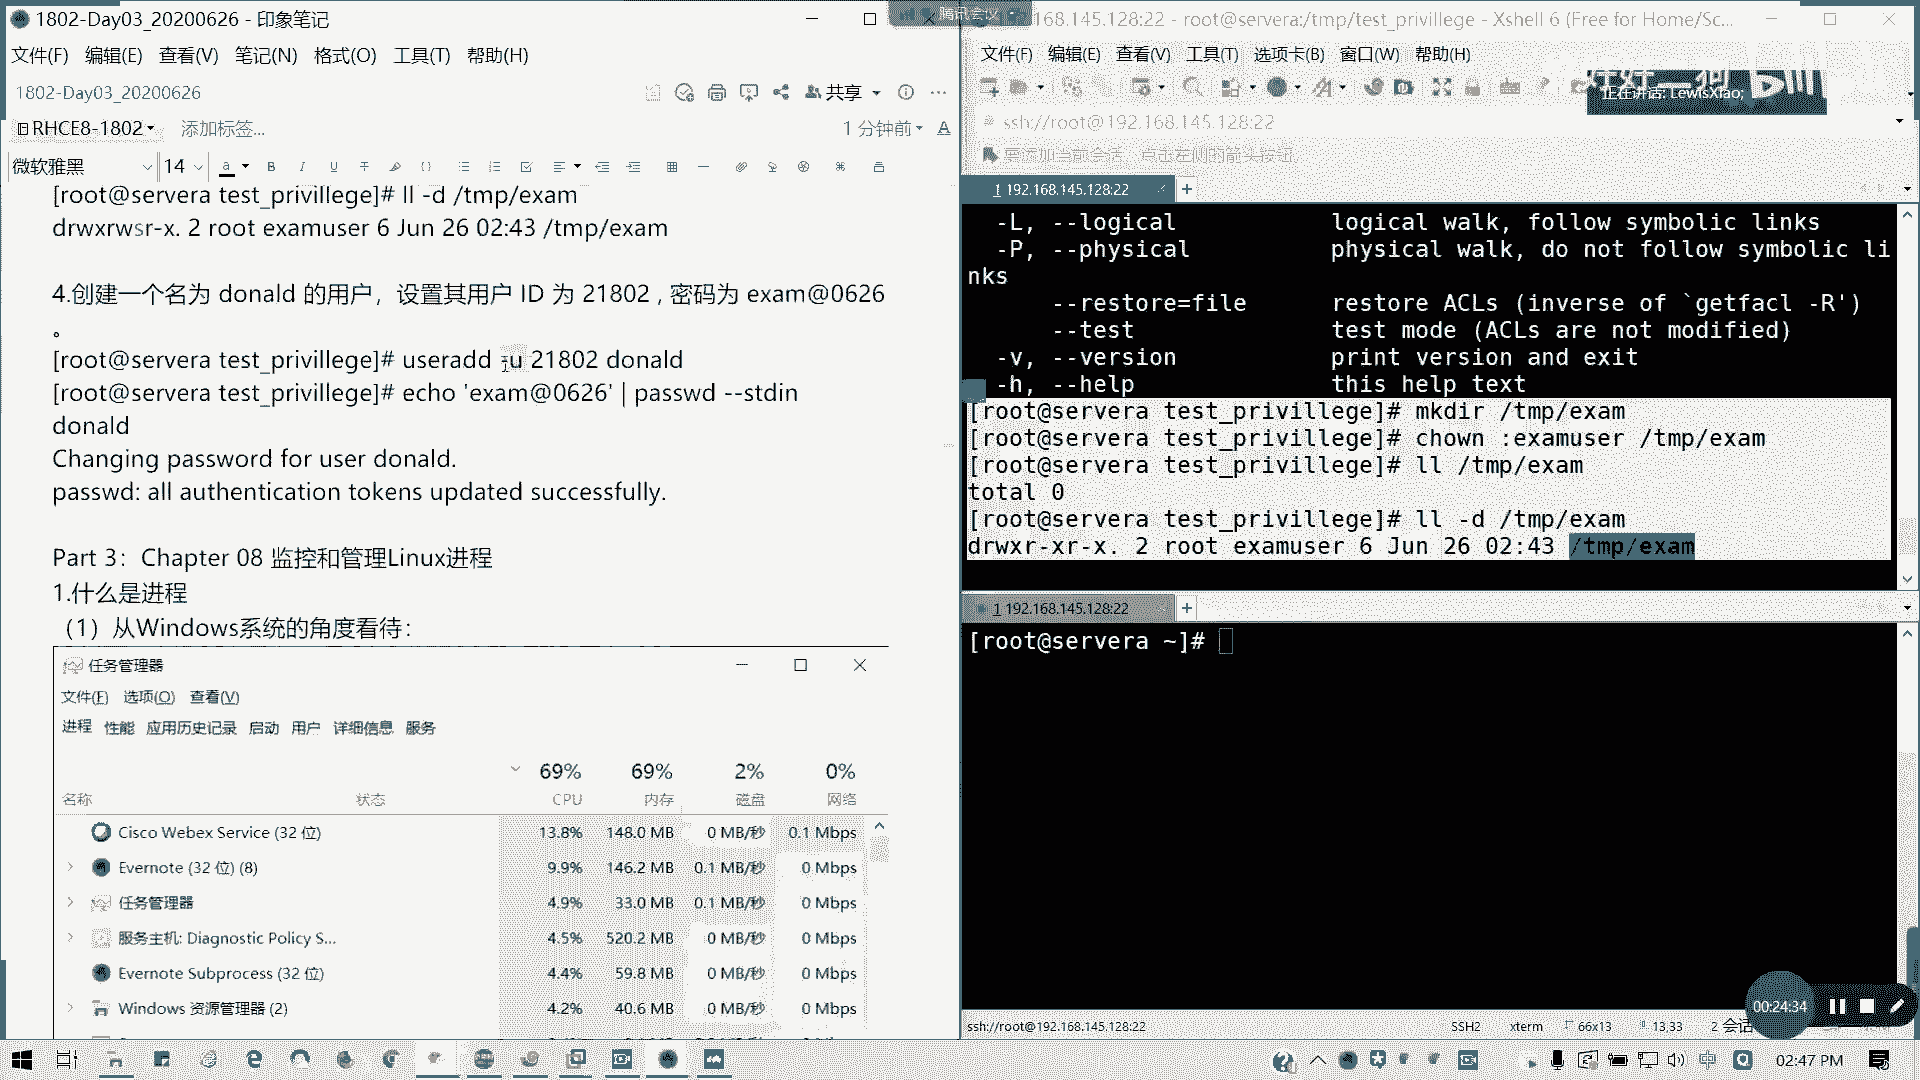 1802-Day03_20200626 - 印象笔记
文件(F) 编辑(E) 查看(V) 笔记(N) 格式(O) 工具(T) 帮助(H)
1802-Day03_20200626
共享
RHCE8-1802
添加标签...
1 分钟前
微软雅黑
14
[root@servera test_privillege]# ll -d /tmp/exam
drwxrwsr-x. 2 root examuser 6 Jun 26 02:43 /tmp/exam
4.创建一个名为 donald 的用户，设置其用户 ID 为 21802 , 密码为 exam@0626
。
[root@servera test_privillege]# useradd -u 21802 donald
[root@servera test_privillege]# echo 'exam@0626' | passwd --stdin
donald
Changing password for user donald.
passwd: all authentication tokens updated successfully.
Part 3：Chapter 08 监控和管理Linux进程
1.什么是进程
（1）从Windows系统的角度看待：
任务管理器
文件(F) 选项(O) 查看(V)
进程 性能 应用历史记录 启动 用户 详细信息 服务
69% 69% 2% 0%
名称 状态 CPU 内存 磁盘 网络
Cisco Webex Service (32 位) 13.8% 148.0 MB 0 MB/秒 0.1 Mbps
Evernote (32 位) (8) 9.9% 146.2 MB 0.1 MB/秒 0 Mbps
任务管理器 4.9% 33.0 MB 0.1 MB/秒 0 Mbps
服务主机: Diagnostic Policy S... 4.5% 520.2 MB 0 MB/秒 0 Mbps
Evernote Subprocess (32 位) 4.4% 59.8 MB 0 MB/秒 0 Mbps
Windows 资源管理器 (2) 4.2% 40.6 MB 0 MB/秒 0 Mbps
腾讯会议
168.145.128:22 - root@servera:/tmp/test_privillege - Xshell 6 (Free for Home/Sc...
文件(F) 编辑(E) 查看(V) 工具(T) 选项卡(B) 窗口(W) 帮助(H)
正在讲话: LewisXiao;
ssh://root@192.168.145.128:22
要添加当前会话，点击左侧的箭头按钮。
1 192.168.145.128:22
-L, --logical logical walk, follow symbolic links
-P, --physical physical walk, do not follow symbolic li
nks
--restore=file restore ACLs (inverse of `getfacl -R')
--test test mode (ACLs are not modified)
-v, --version print version and exit
-h, --help this help text
[root@servera test_privillege]# mkdir /tmp/exam
[root@servera test_privillege]# chown :examuser /tmp/exam
[root@servera test_privillege]# ll /tmp/exam
total 0
[root@servera test_privillege]# ll -d /tmp/exam
drwxr-xr-x. 2 root examuser 6 Jun 26 02:43 /tmp/exam
1 192.168.145.128:22
[root@servera ~]#
00:24:34
ssh://root@192.168.145.128:22 SSH2 xterm 66x13 13,33 2 会话
中
02:47 PM